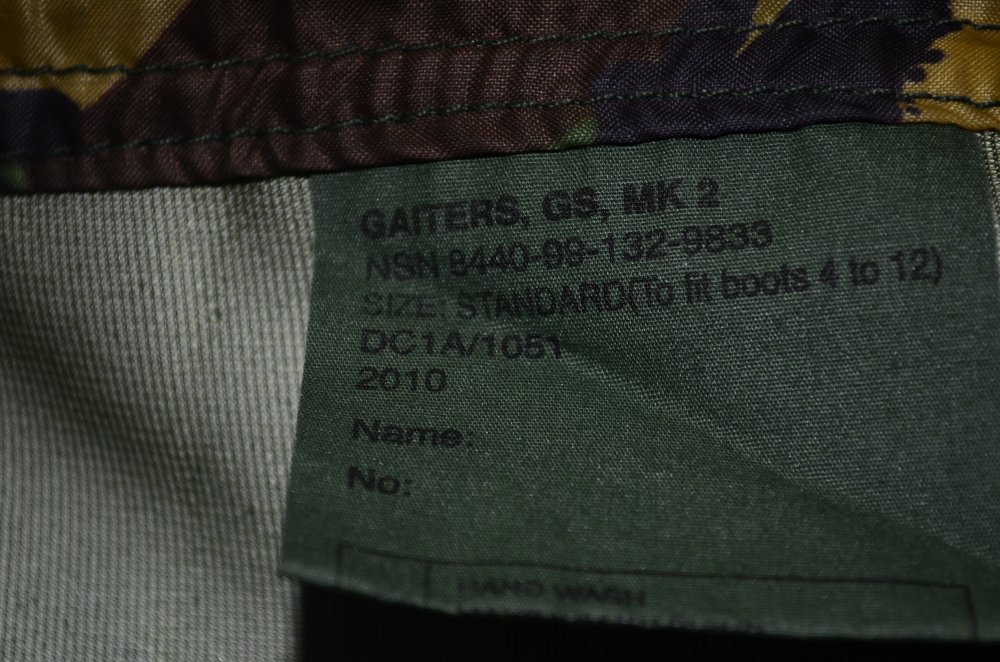 GAITERS, GS, MK 2
NSN 8440-99-132-9833
SIZE: STANDARD(To fit boots 4 to 12)
DC1A/1051
2010
Name:
No:
HAND WASH